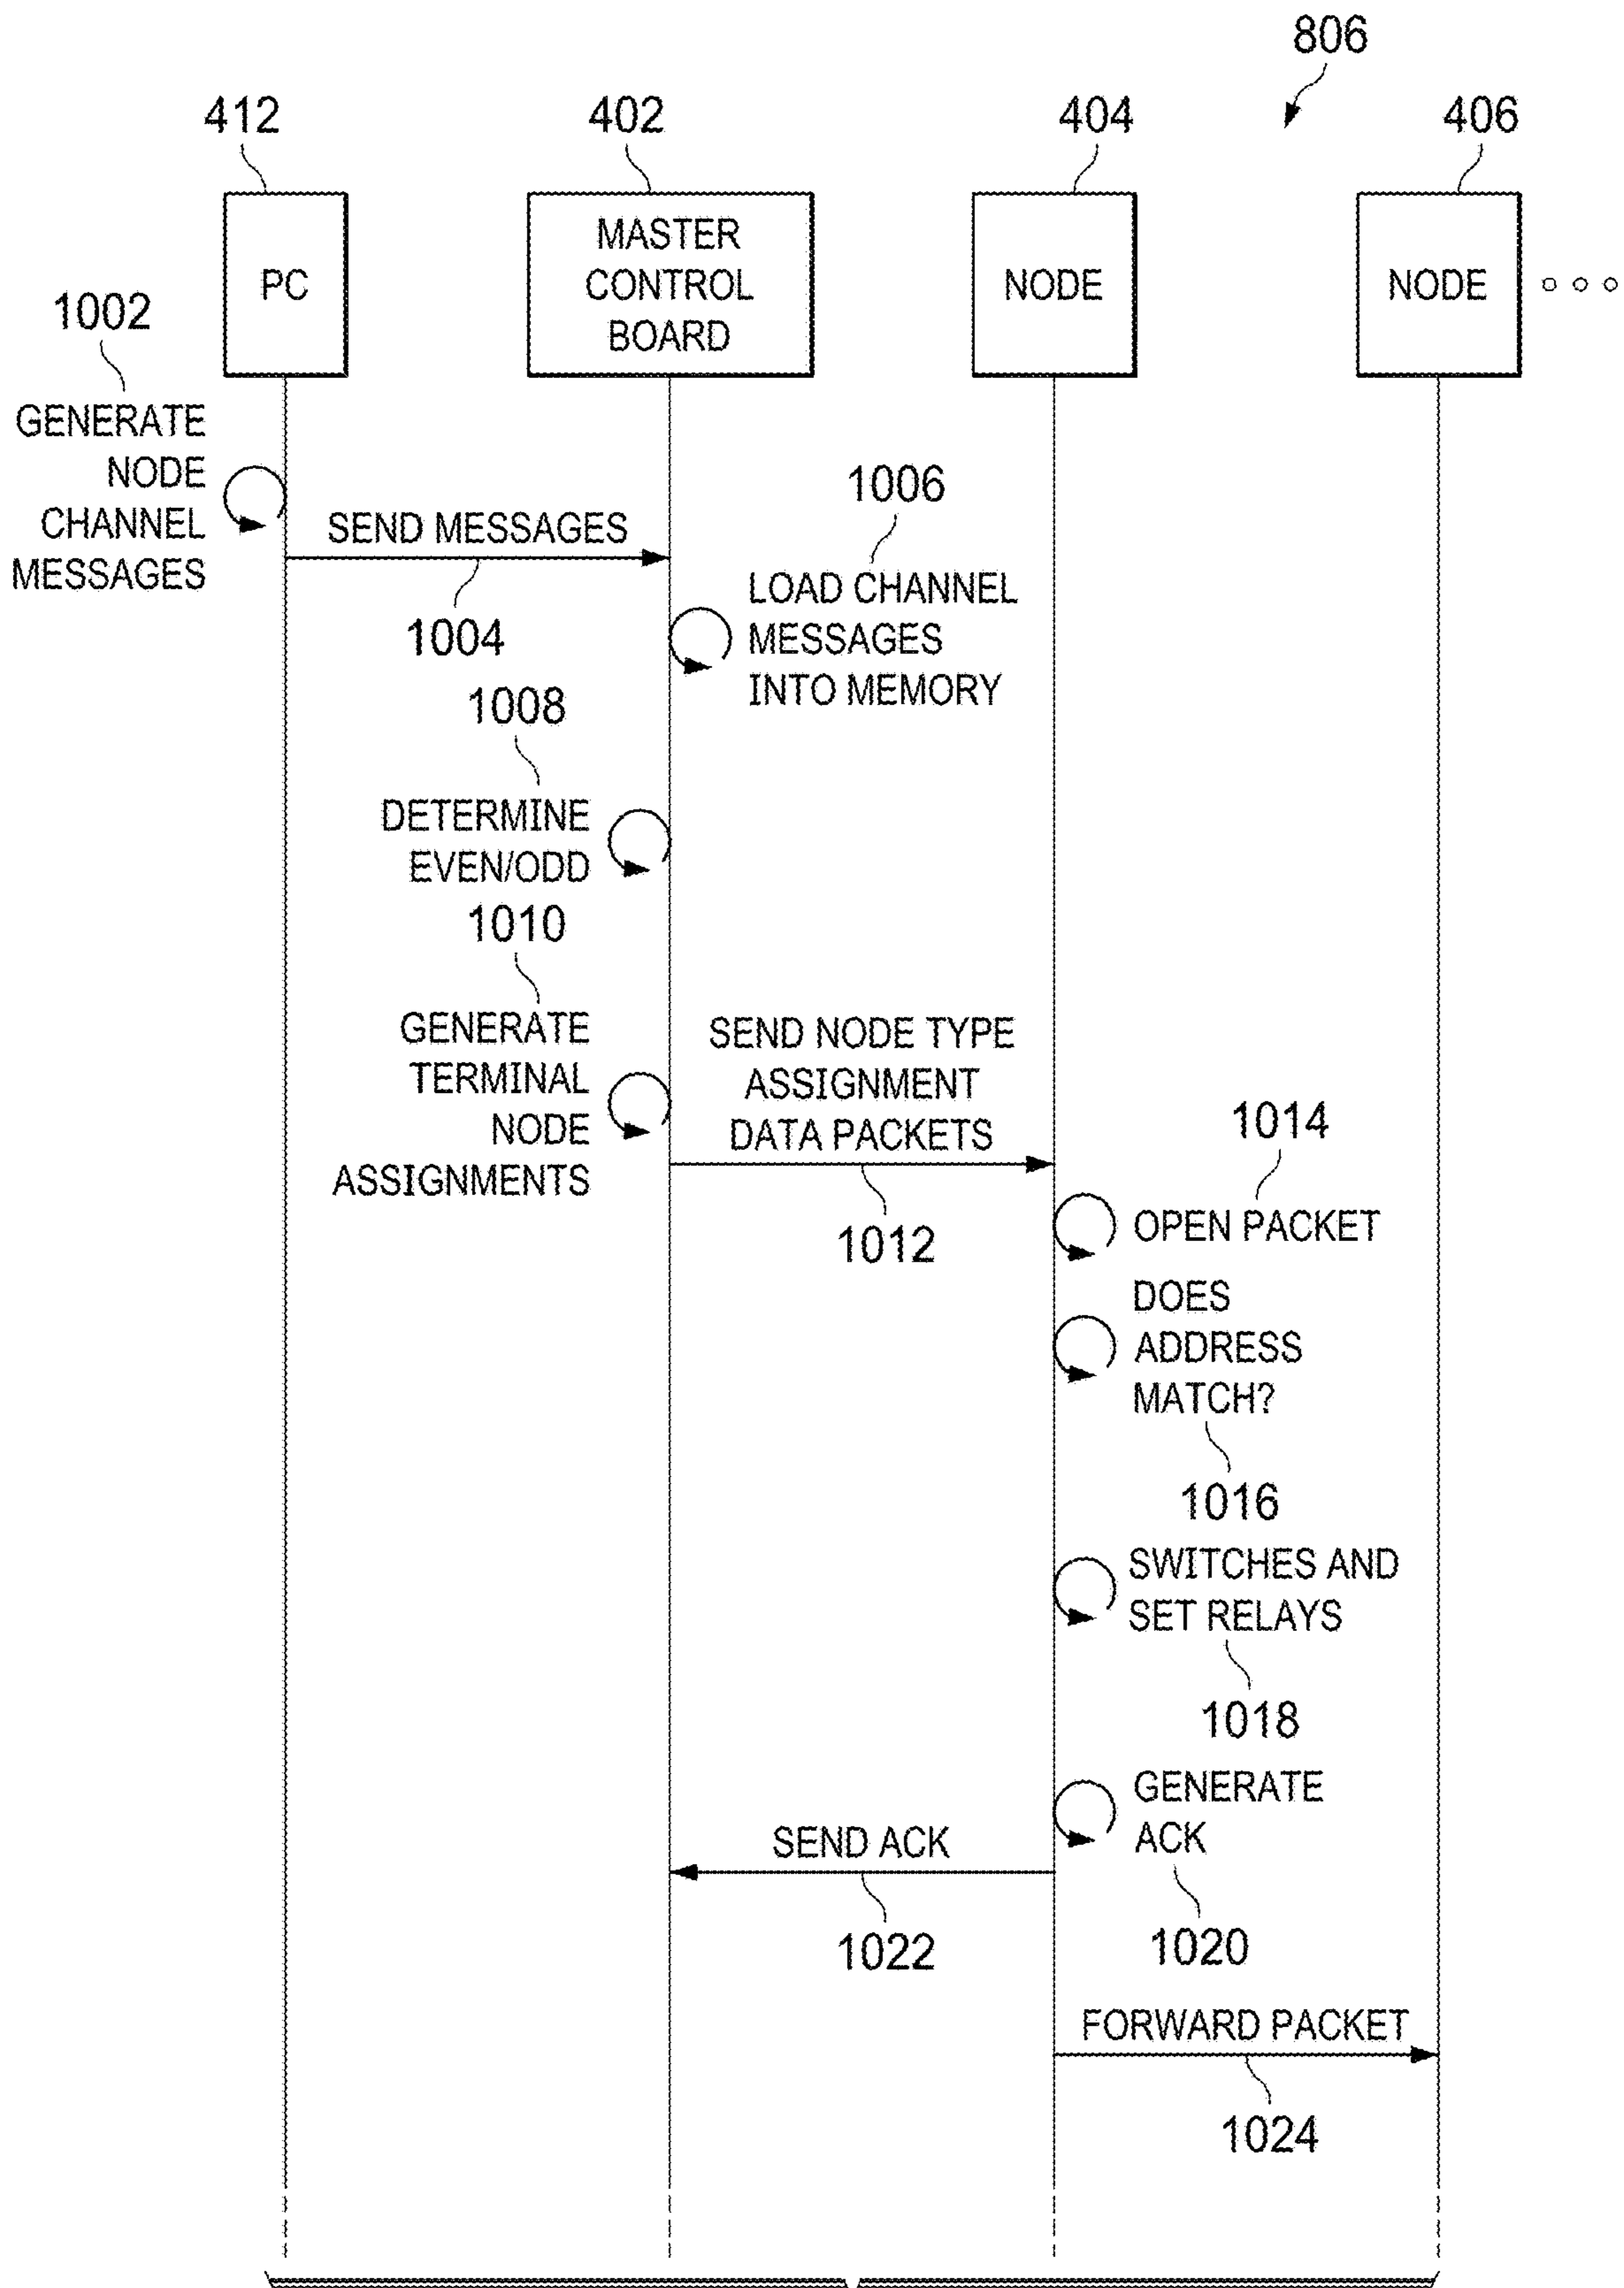 806
412
402
404
406
PC
MASTER
CONTROL
BOARD
NODE
NODE
1002
GENERATE
NODE
CHANNEL
MESSAGES
SEND MESSAGES
1004
1006
LOAD CHANNEL
MESSAGES
INTO MEMORY
1008
DETERMINE
EVEN/ODD
1010
GENERATE
TERMINAL
NODE
ASSIGNMENTS
SEND NODE TYPE
ASSIGNMENT
DATA PACKETS
1012
1014
OPEN PACKET
DOES
ADDRESS
MATCH?
1016
SWITCHES AND
SET RELAYS
1018
GENERATE
ACK
1020
SEND ACK
1022
FORWARD PACKET
1024